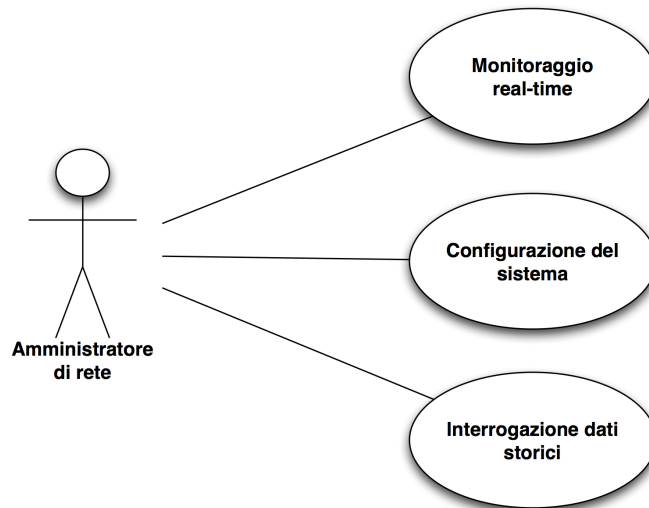 Monitoraggio
real-time
Configurazione del
sistema
Amministratore
di rete
Interrogazione dati
storici